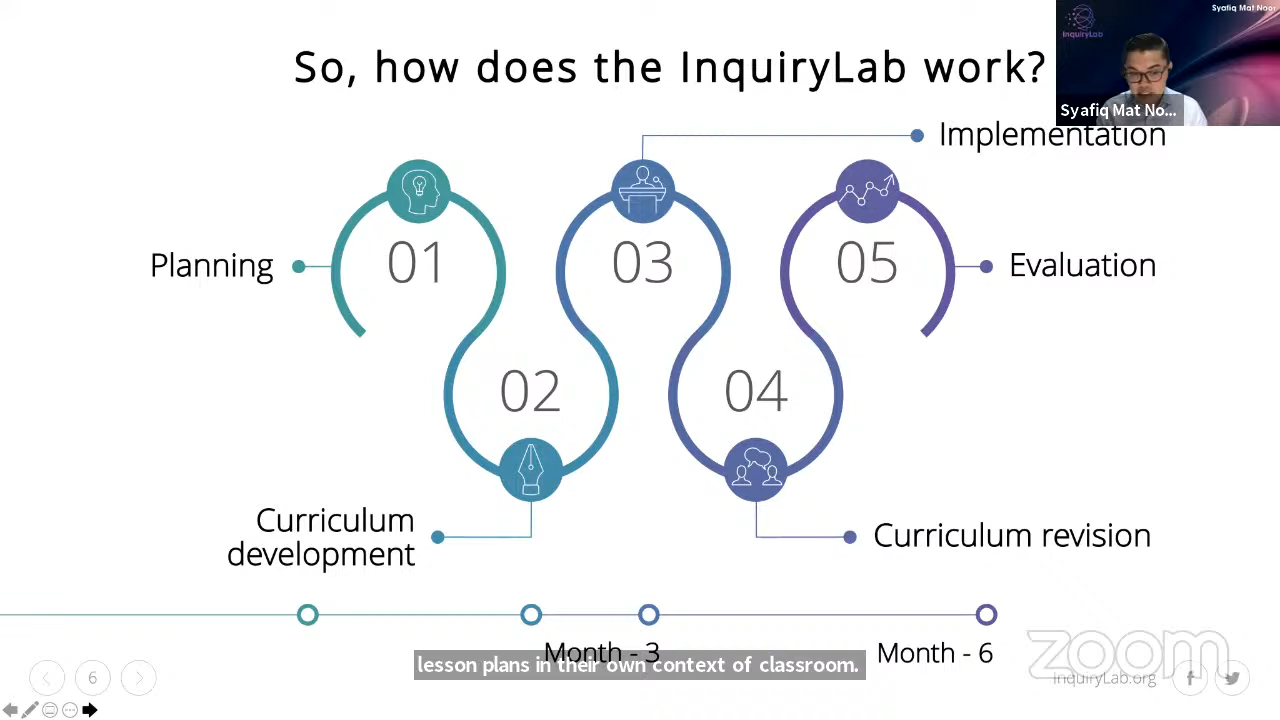 So, how does the InquiryLab work?
Syafiq Mat Noor
InquiryLab
Syafiq Mat No...
Implementation
Planning
01
03
05
Evaluation
02
04
Curriculum
development
Curriculum revision
Month - 3
Month - 6
lesson plans in their own context of classroom.
zoom
6
InquiryLab.org